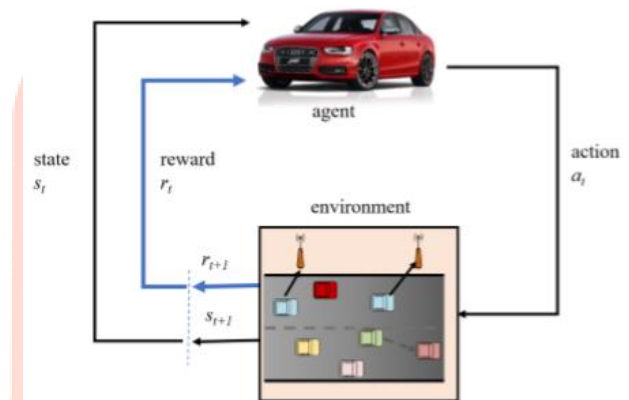 agent
state
s_t
reward
r_t
action
a_t
environment
r_{t+1}
s_{t+1}